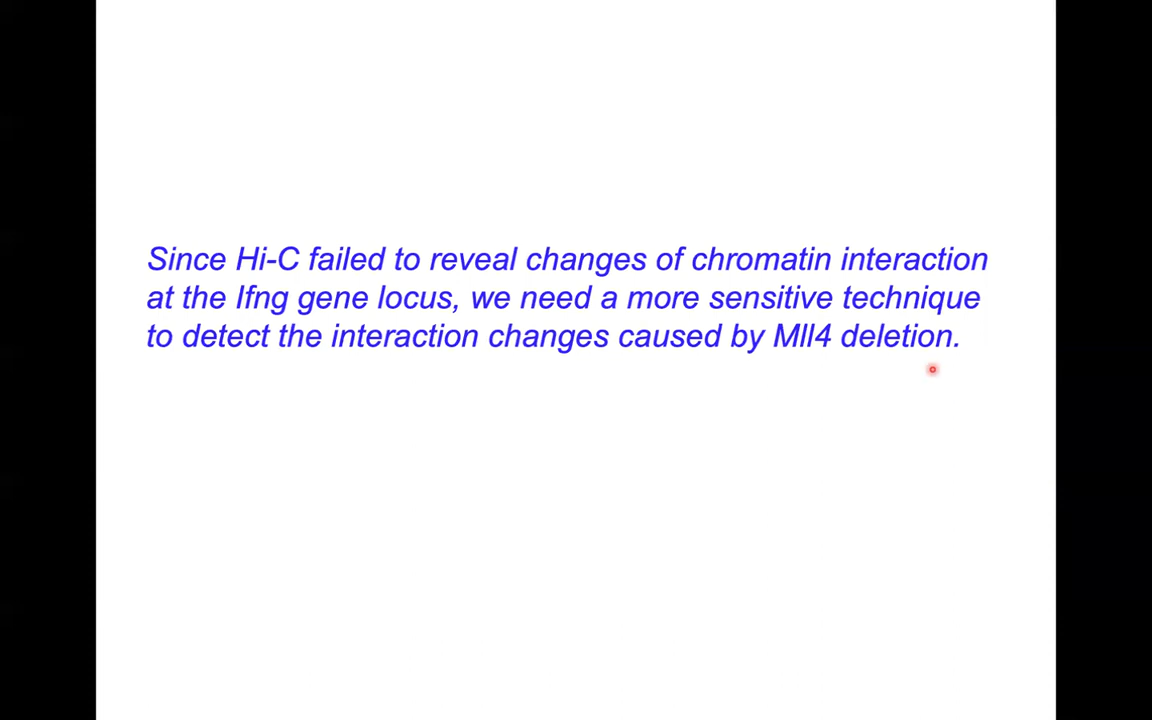 Since Hi-C failed to reveal changes of chromatin interaction
at the Ifng gene locus, we need a more sensitive technique
to detect the interaction changes caused by Mll4 deletion.